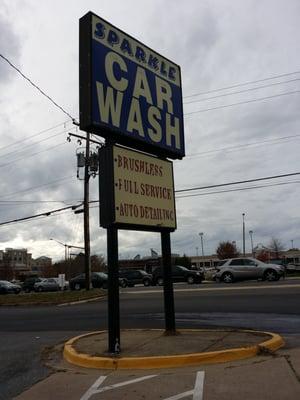 SPARKLE
CAR
WASH
• BRUSHLESS
• FULL SERVICE
• AUTO DETAILING